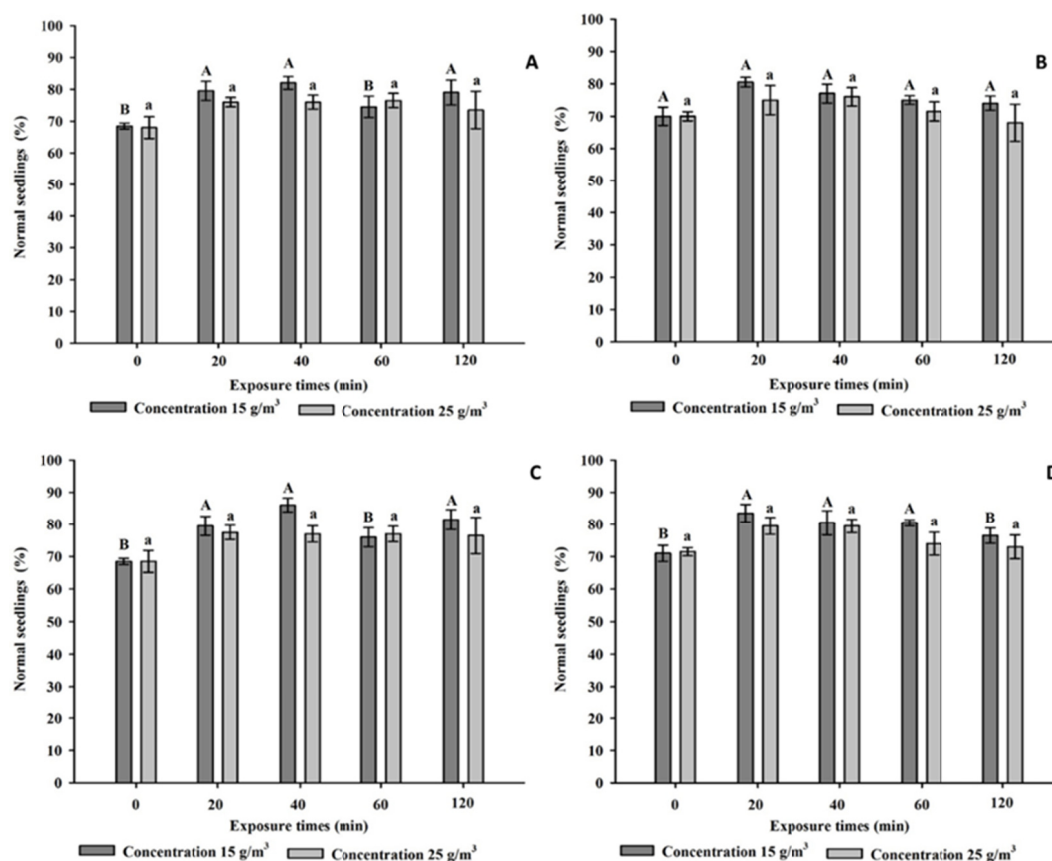 A
Normal seedlings (%)
100
90
80
70
60
50
40
30
20
10
0
B a A a A a B a A a
0 20 40 60 120
Exposure times (min)
Concentration 15 g/m³ Concentration 25 g/m³
B
Normal seedlings (%)
100
90
80
70
60
50
40
30
20
10
0
A a A a A a A a A a
0 20 40 60 120
Exposure times (min)
Concentration 15 g/m³ Concentration 25 g/m³
C
Normal seedlings (%)
100
90
80
70
60
50
40
30
20
10
0
B a A a A a B a A a
0 20 40 60 120
Exposure times (min)
Concentration 15 g/m³ Concentration 25 g/m³
D
Normal seedlings (%)
100
90
80
70
60
50
40
30
20
10
0
B a A a A a A a B a
0 20 40 60 120
Exposure times (min)
Concentration 15 g/m³ Concentration 25 g/m³